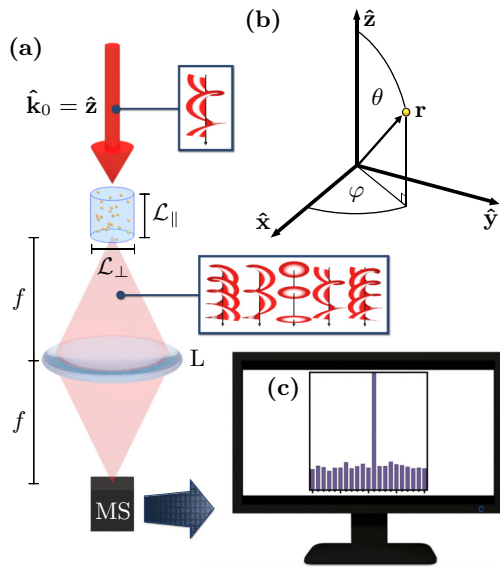 (a)
k̂₀ = ẑ
ℒ∥
ℒ⊥
f
L
f
MS
(b)
ẑ
θ
r
φ
x̂
ŷ
(c)